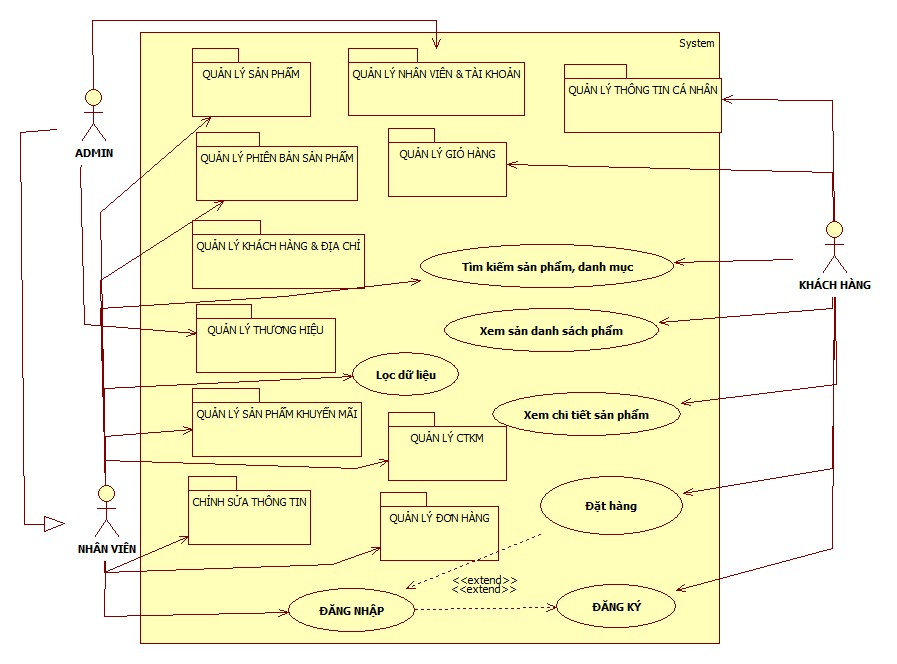 System
QUẢN LÝ SẢN PHẨM
QUẢN LÝ NHÂN VIÊN & TÀI KHOẢN
QUẢN LÝ THÔNG TIN CÁ NHÂN
ADMIN
QUẢN LÝ PHIÊN BẢN SẢN PHẨM
QUẢN LÝ GIỎ HÀNG
QUẢN LÝ KHÁCH HÀNG & ĐỊA CHỈ
Tìm kiếm sản phẩm, danh mục
KHÁCH HÀNG
QUẢN LÝ THƯƠNG HIỆU
Xem sản danh sách phẩm
Lọc dữ liệu
QUẢN LÝ SẢN PHẨM KHUYẾN MÃI
Xem chi tiết sản phẩm
QUẢN LÝ CTKM
CHỈNH SỬA THÔNG TIN
Đặt hàng
QUẢN LÝ ĐƠN HÀNG
NHÂN VIÊN
<<extend>>
<<extend>>
ĐĂNG NHẬP
ĐĂNG KÝ